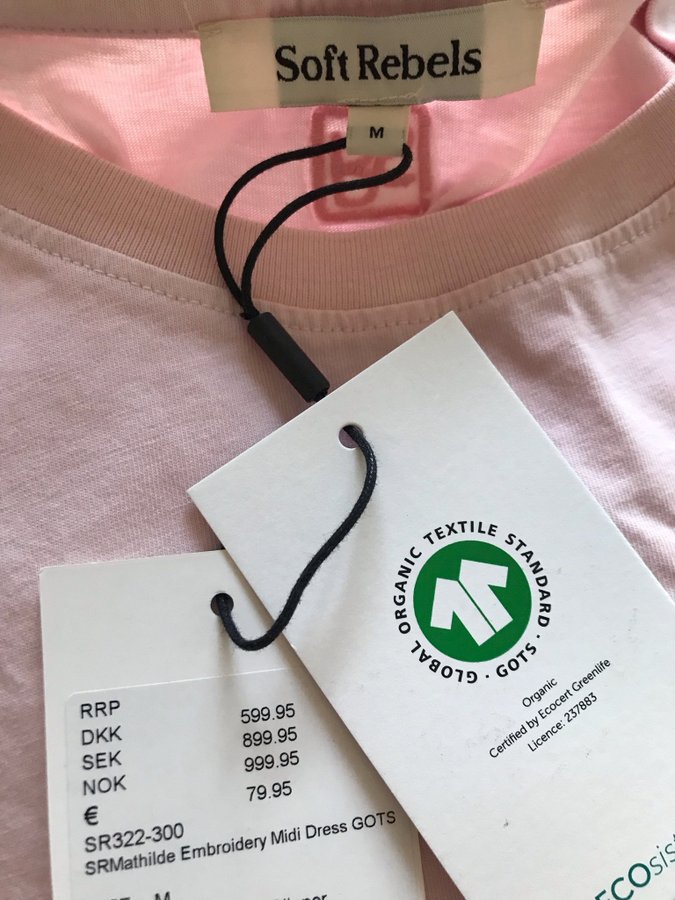 Soft Rebels
M
GLOBAL ORGANIC TEXTILE STANDARD · GOTS ·
Organic
Certified by Ecocert Greenlife
Licence: 237883
RRP
DKK 599.95
SEK 899.95
NOK 999.95
€ 79.95
SR322-300
SRMathilde Embroidery Midi Dress GOTS
M